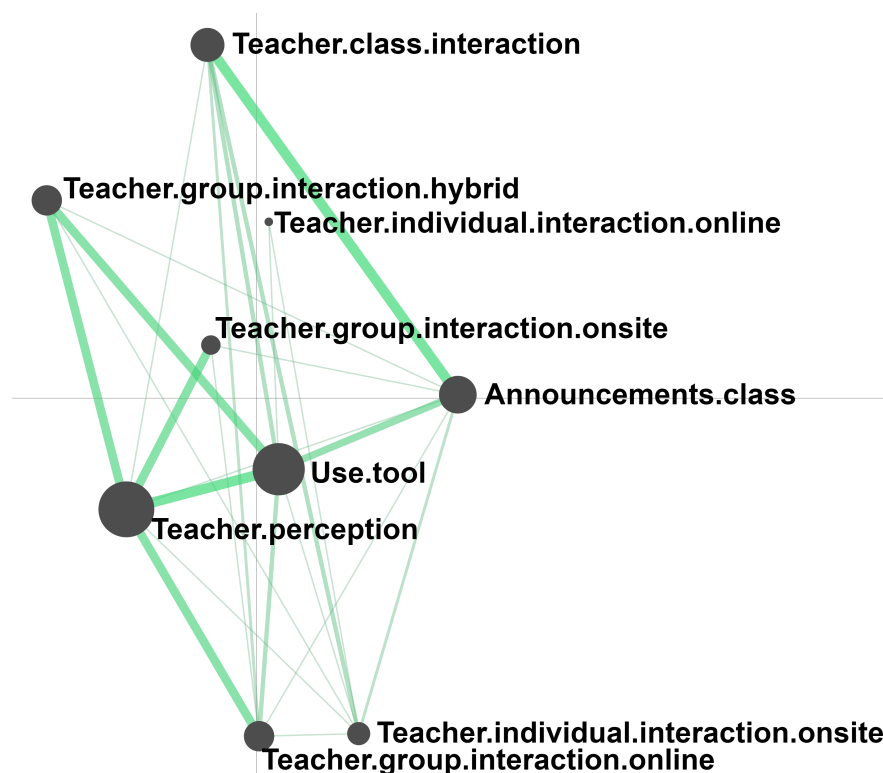 Teacher.class.interaction
Teacher.group.interaction.hybrid
Teacher.individual.interaction.online
Teacher.group.interaction.onsite
Announcements.class
Use.tool
Teacher.perception
Teacher.individual.interaction.onsite
Teacher.group.interaction.online